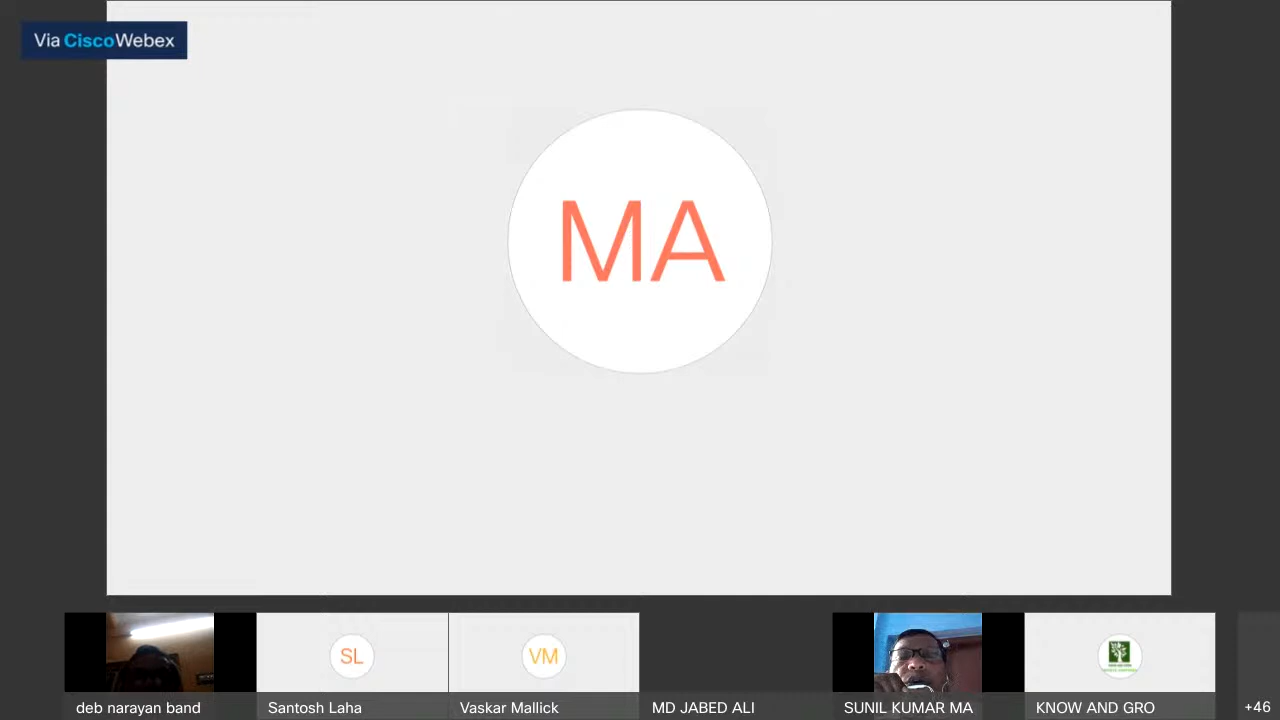 Via CiscoWebex
MA
SL
VM
deb narayan band
Santosh Laha
Vaskar Mallick
MD JABED ALI
SUNIL KUMAR MA
KNOW AND GRO
+46